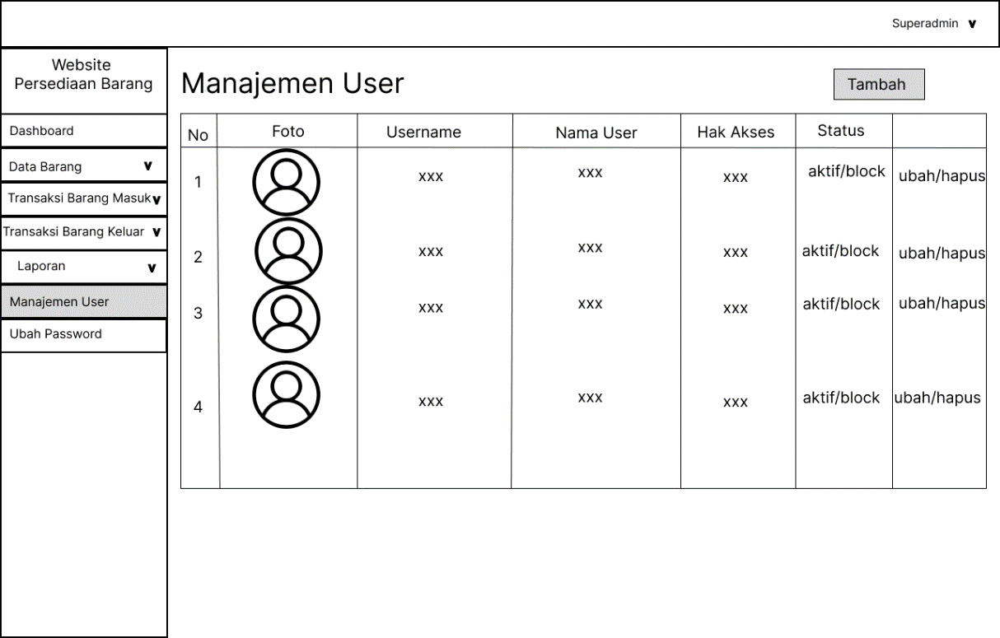 Superadmin v
Website
Persediaan Barang
Dashboard
Data Barang v
Transaksi Barang Masuk v
Transaksi Barang Keluar v
Laporan v
Manajemen User
Ubah Password
Manajemen User
Tambah
No Foto Username Nama User Hak Akses Status
1 xxx xxx xxx aktif/block ubah/hapus
2 xxx xxx xxx aktif/block ubah/hapus
3 xxx xxx xxx aktif/block ubah/hapus
4 xxx xxx xxx aktif/block ubah/hapus